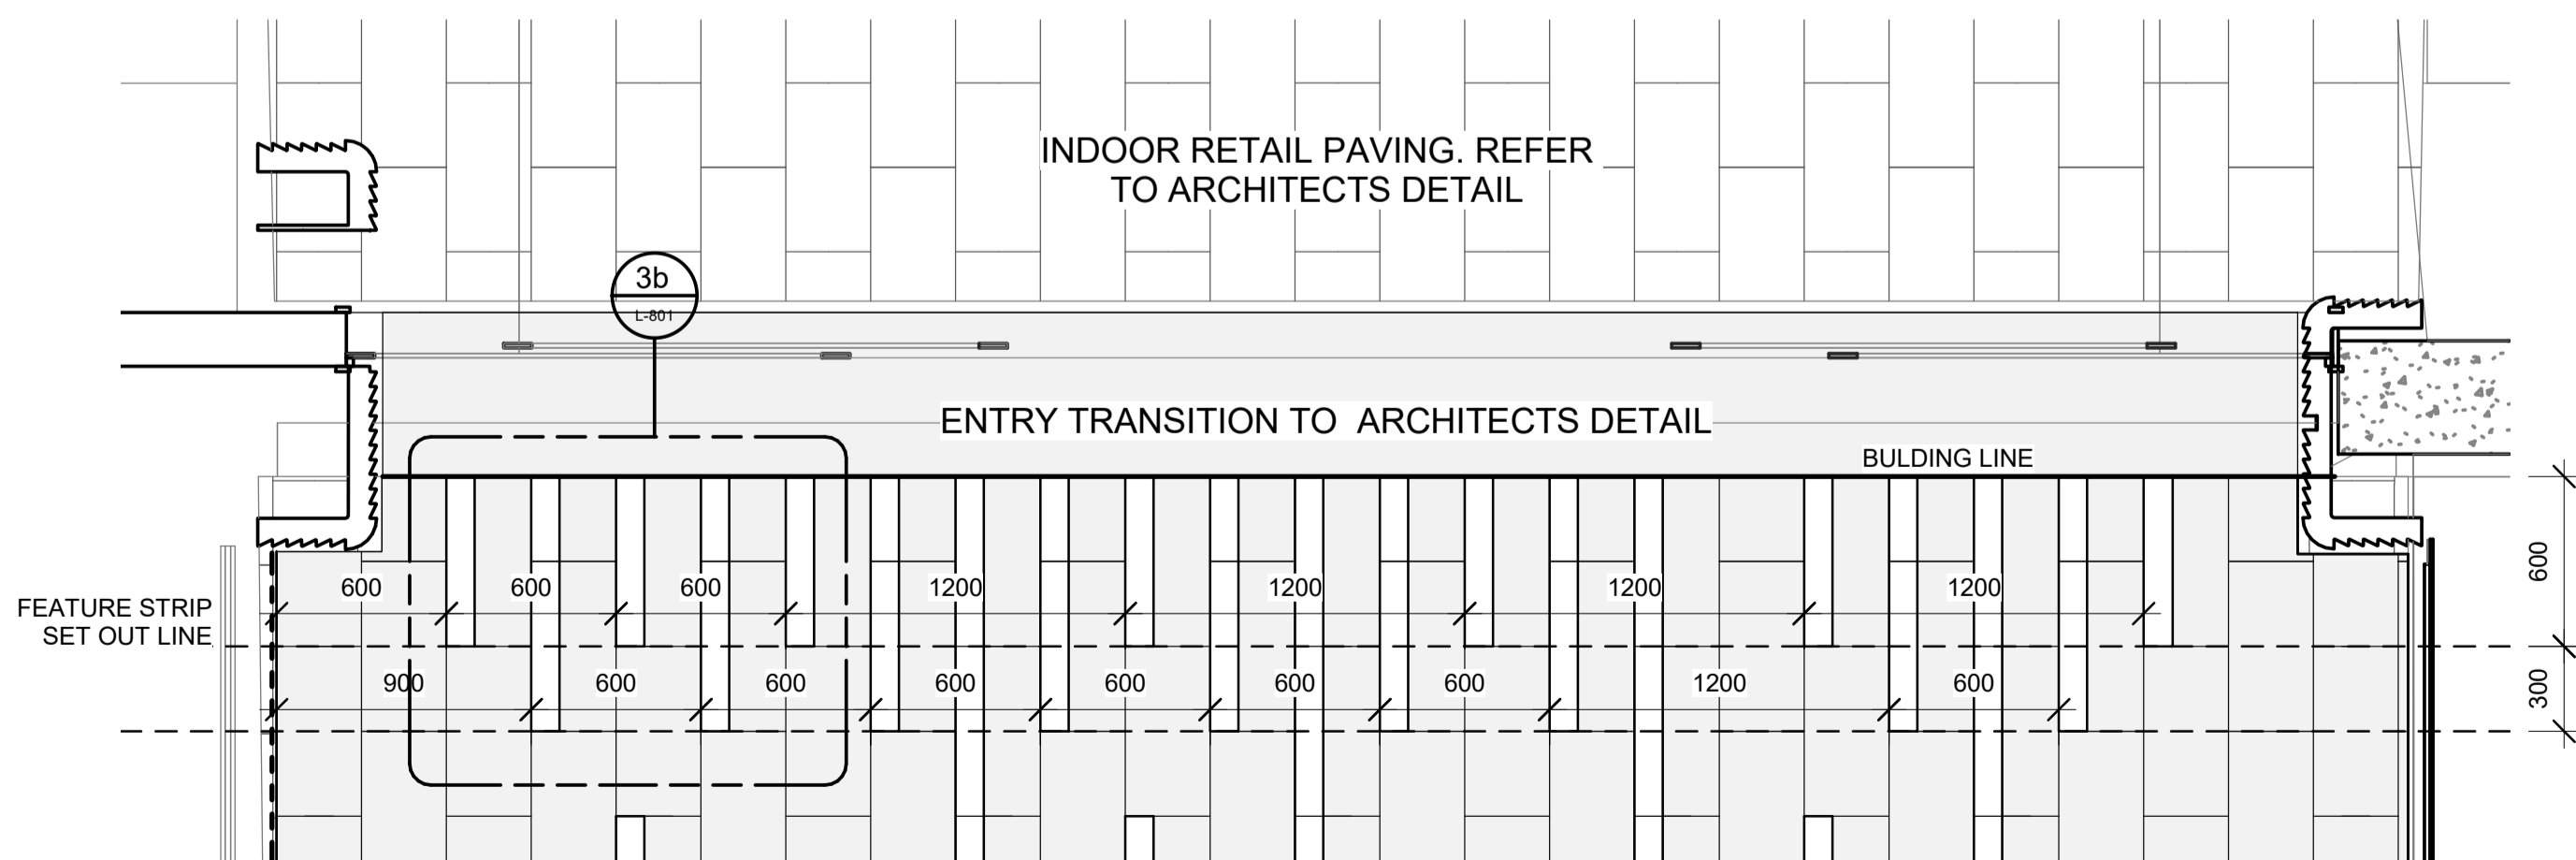 INDOOR RETAIL PAVING. REFER
TO ARCHITECTS DETAIL
3b
L-801
ENTRY TRANSITION TO ARCHITECTS DETAIL
BULDING LINE
FEATURE STRIP
SET OUT LINE
600 600 600 1200 1200 1200 1200
900 600 600 600 600 600 600 1200 600
600
300